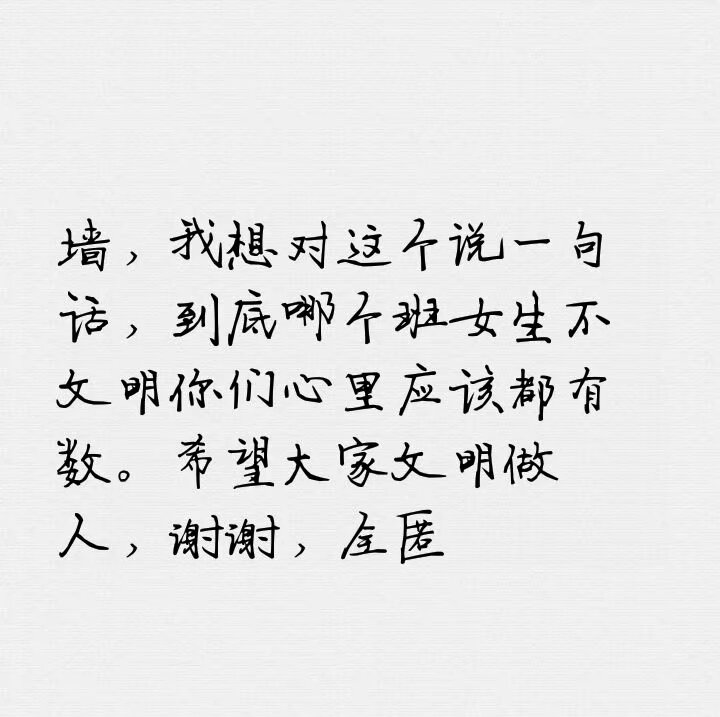 墙，我想对这个说一句
话，到底哪个班女生不
文明你们心里应该都有
数。希望大家文明做
人，谢谢，全匿